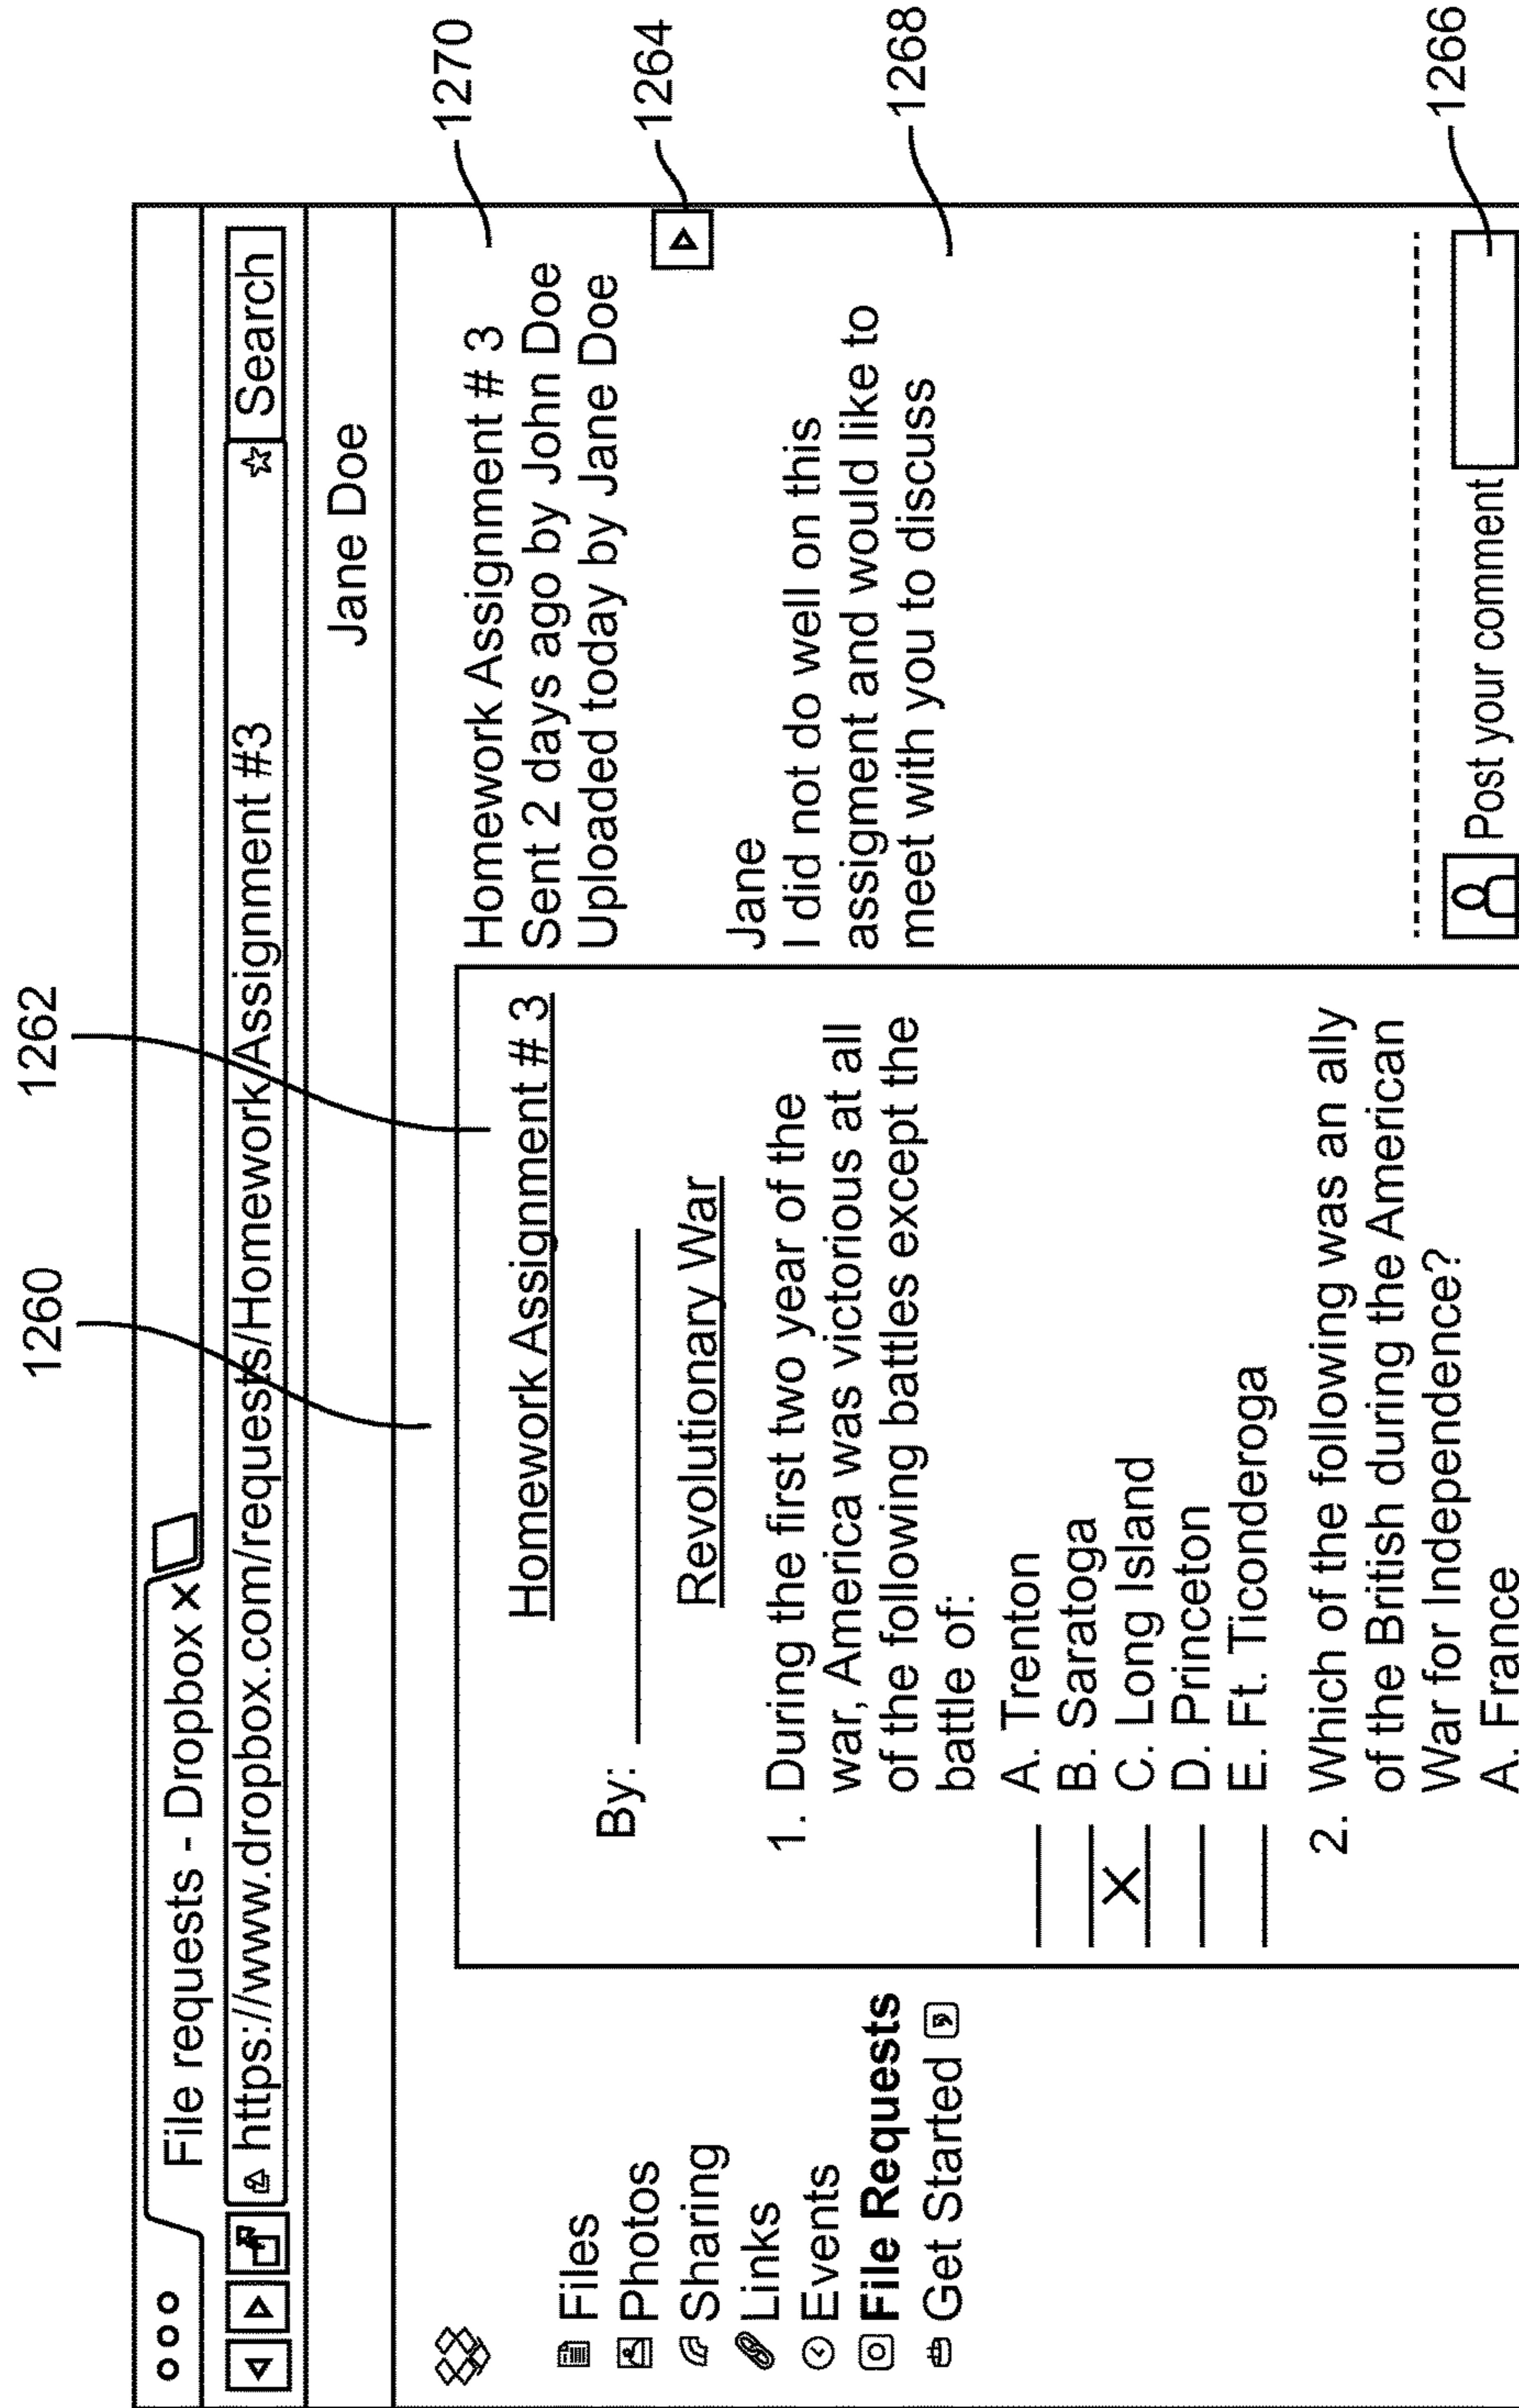 1260
1262
File requests - Dropbox ×
https://www.dropbox.com/requests/HomeworkAssignment #3
Search
Jane Doe
Files
Photos
Sharing
Links
Events
File Requests
Get Started
Homework Assignment # 3
By:
Revolutionary War
1. During the first two year of the
war, America was victorious at all
of the following battles except the
battle of:
A. Trenton
B. Saratoga
X C. Long Island
D. Princeton
E. Ft. Ticonderoga
2. Which of the following was an ally
of the British during the American
War for Independence?
A. France
Homework Assignment # 3
Sent 2 days ago by John Doe
Uploaded today by Jane Doe
Jane
I did not do well on this
assigment and would like to
meet with you to discuss
Post your comment
1270
1264
1268
1266